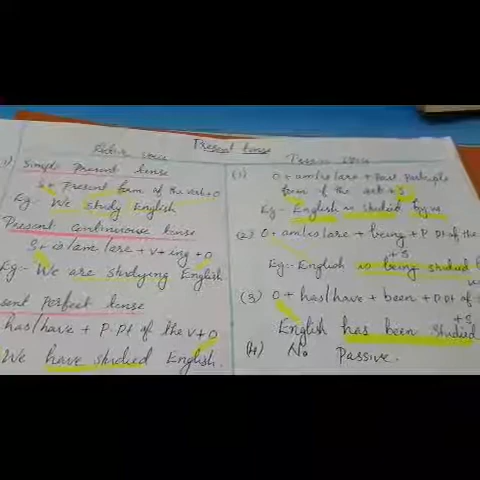 Present tense
Active voice
1) Simple present tense
S+ present form of the verb+O
Eg - We study English
Present continuous tense
S+ is/am/are + v+ing +O
Eg:- We are studying English
sent perfect tense
has/have + P.Pt of the v+O
We have studied English.
Passive voice
(1) O+ am/is/are + Past participle
form of the verb +S
Eg:- English is studied by us
(2) O+ am/is/are + being + P Pt of the
+S
Eg:- English is being studied
(3) O + has/have + been + P.Pt of
+S
English has been studied
(4) No Passive.